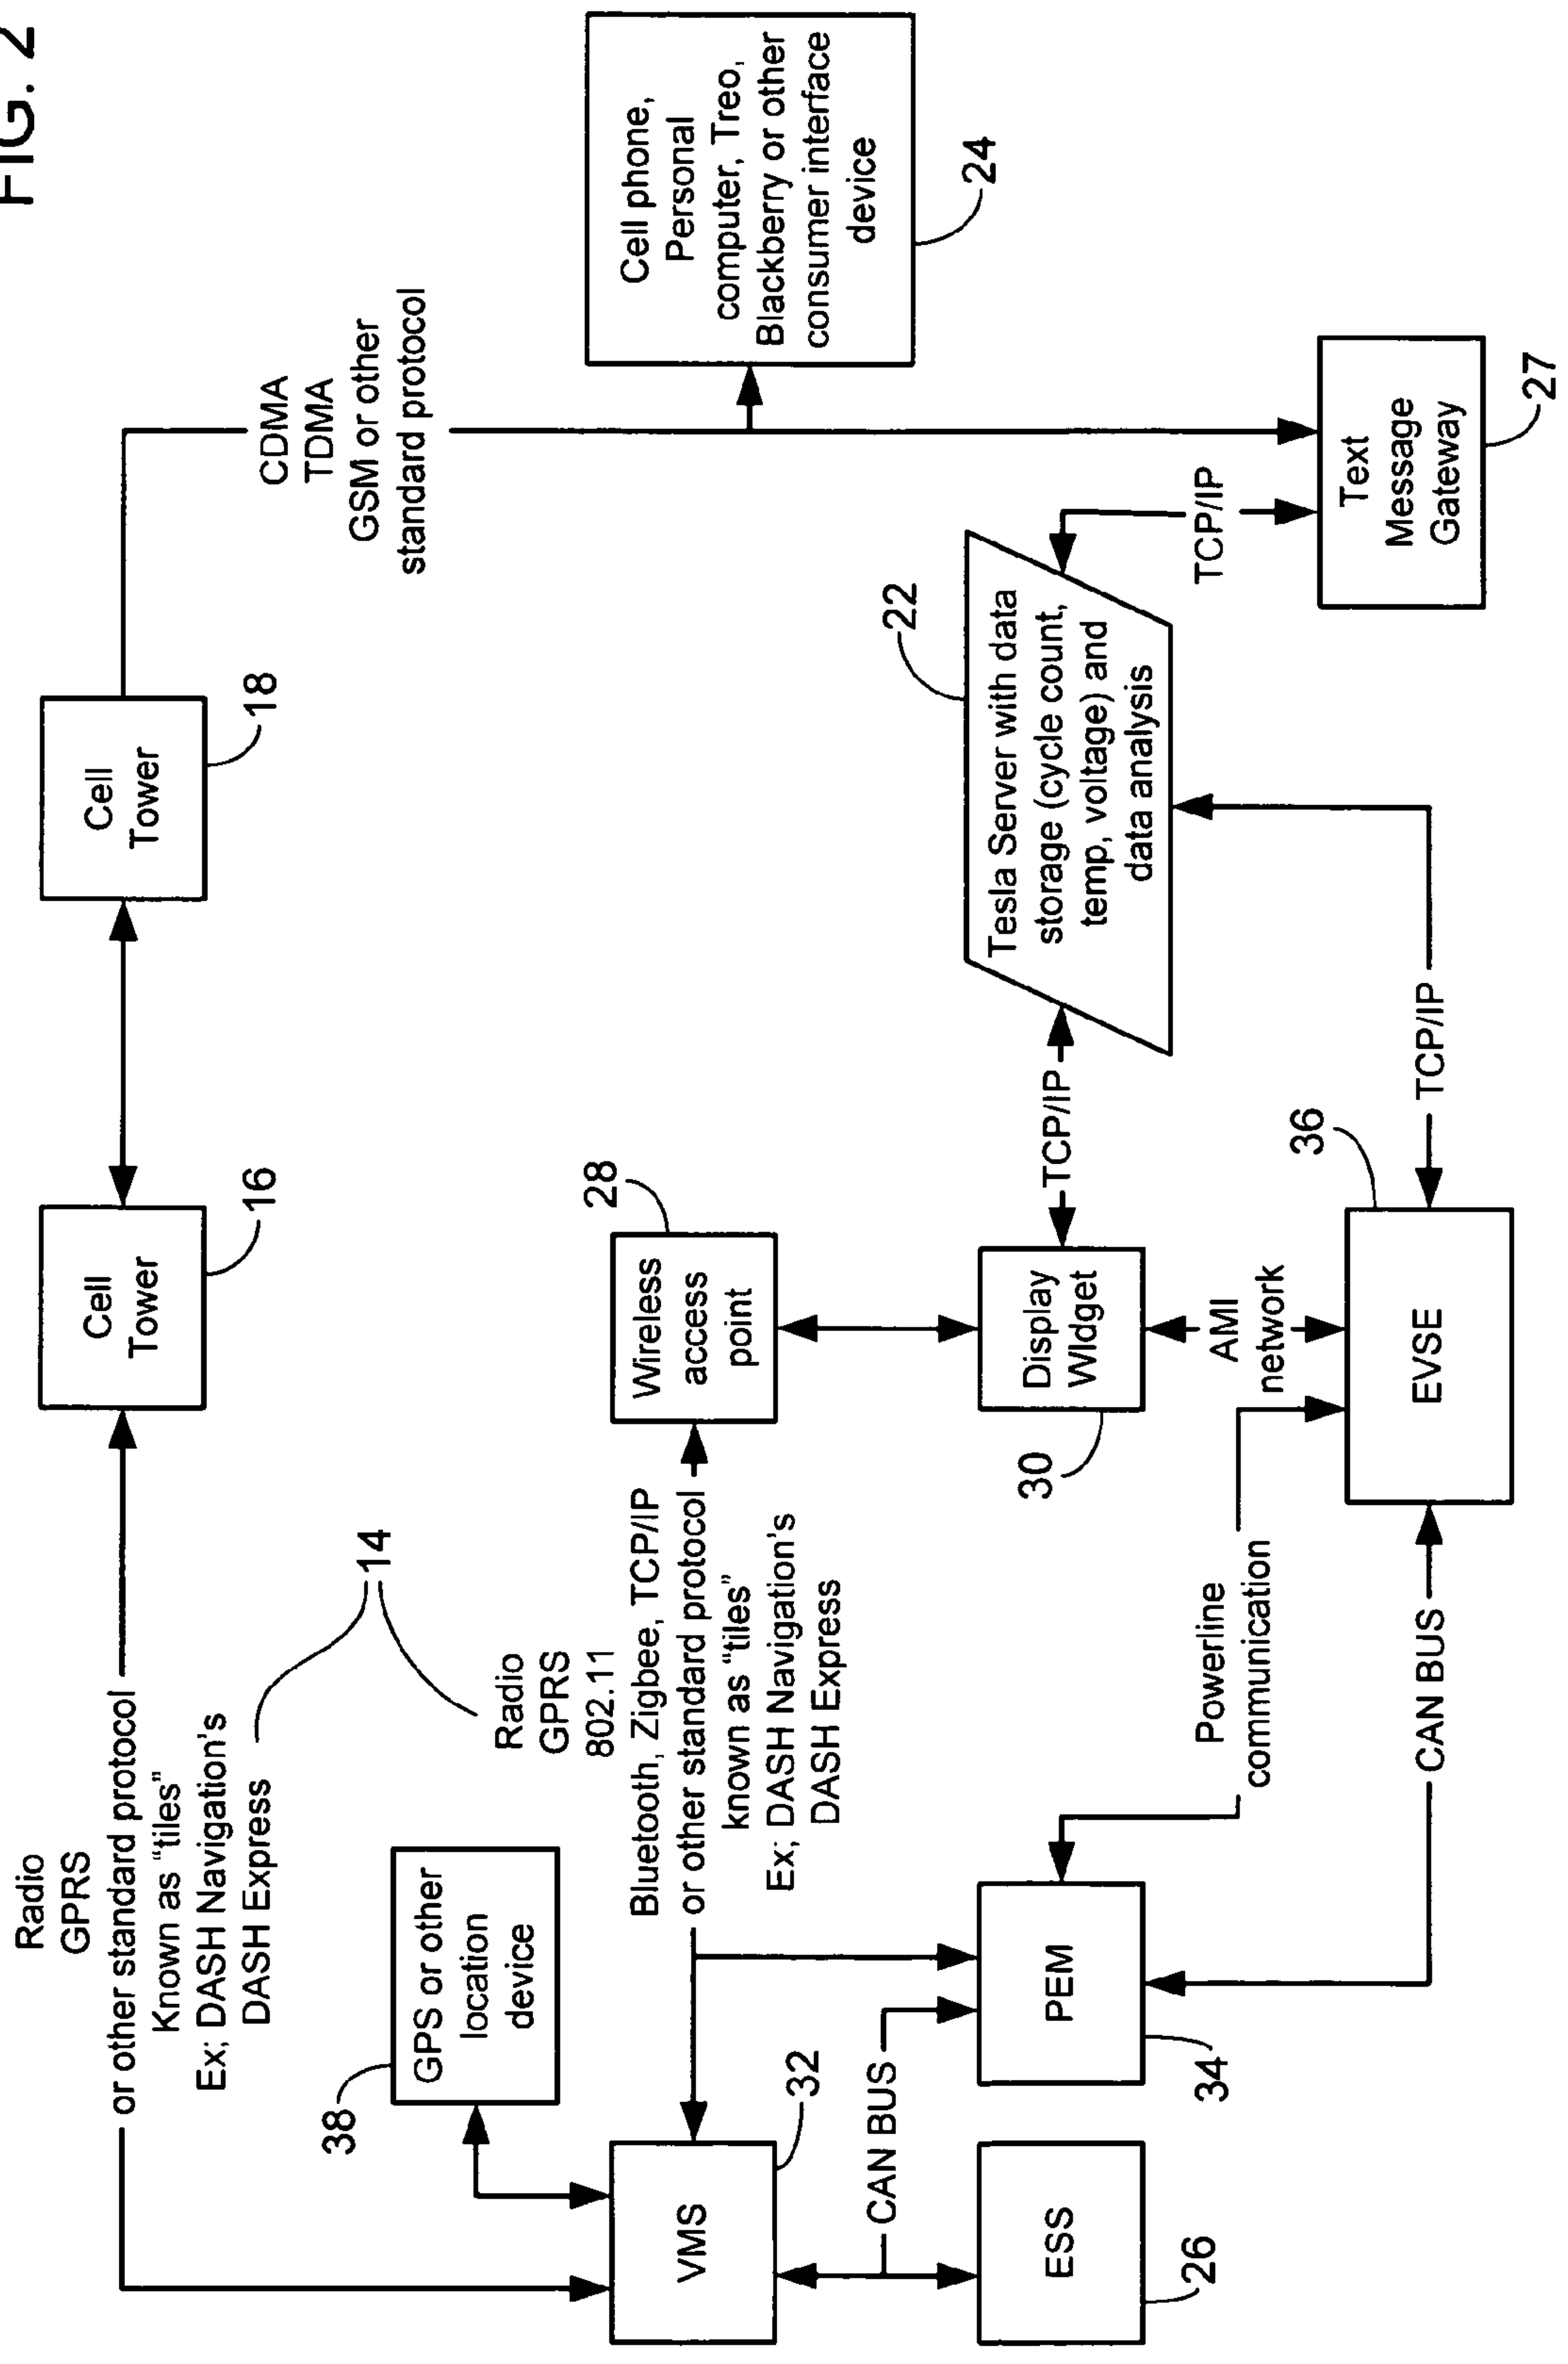 FIG. 2
Radio
GPRS
or other standard protocol
Known as “tiles”
Ex; DASH Navigation's
DASH Express
14
Cell
Tower
16
Cell
Tower
18
CDMA
TDMA
GSM or other
standard protocol
Cell phone,
Personal
computer, Treo,
Blackberry or other
consumer interface
device
24
38
GPS or other
location
device
Radio
GPRS
802.11
Bluetooth, Zigbee, TCP/IP
or other standard protocol
known as “tiles”
Ex; DASH Navigation's
DASH Express
Wireless
access
point
28
VMS
32
CAN BUS
ESS
26
PEM
34
Powerline
communication
CAN BUS
Display
WIdget
30
AMI
network
EVSE
36
TCP/IP
TCP/IP
Tesla Server with data
storage (cycle count,
temp, voltage) and
data analysis
22
TCP/IP
Text
Message
Gateway
27